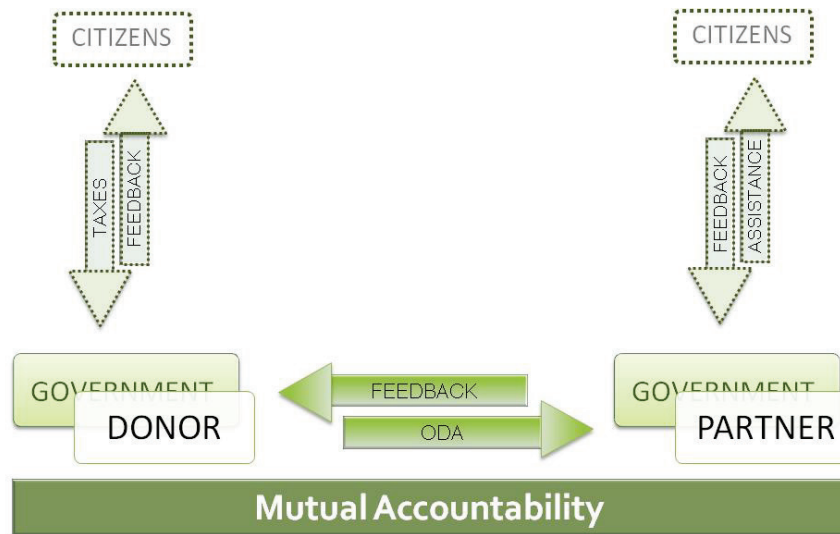 CITIZENS
CITIZENS
TAXES
FEEDBACK
FEEDBACK
ASSISTANCE
GOVERNMENT
DONOR
FEEDBACK
ODA
GOVERNMENT
PARTNER
Mutual Accountability